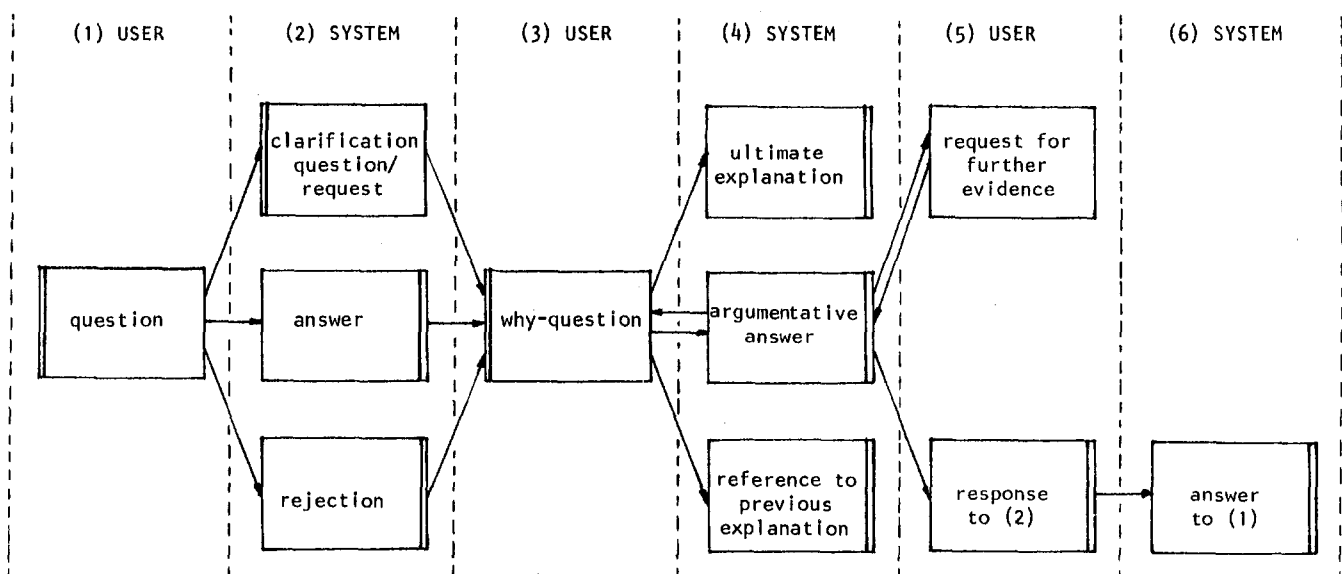 (1) USER
(2) SYSTEM
(3) USER
(4) SYSTEM
(5) USER
(6) SYSTEM
clarification
question/
request
ultimate
explanation
request for
further
evidence
question
answer
why-question
argumentative
answer
rejection
reference to
previous
explanation
response
to (2)
answer
to (1)